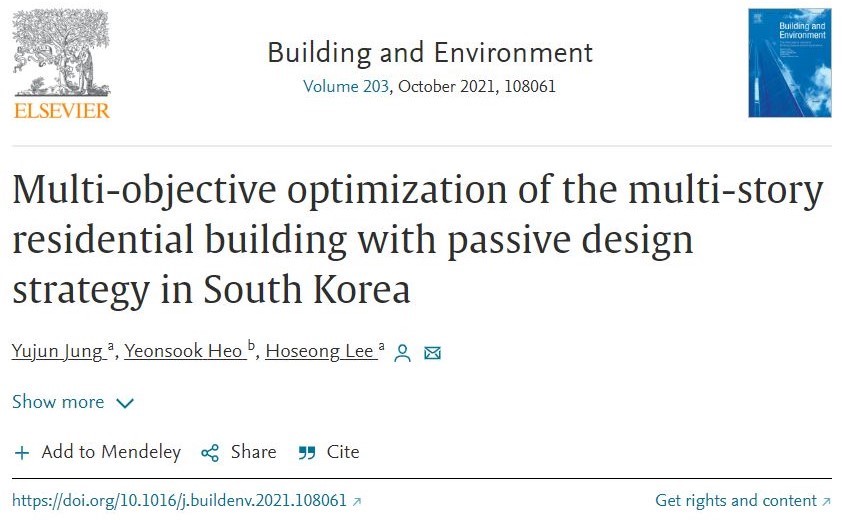 ELSEVIER
Building and Environment
Volume 203, October 2021, 108061
Building and Environment
Multi-objective optimization of the multi-story
residential building with passive design
strategy in South Korea
Yujun Jung a, Yeonsook Heo b, Hoseong Lee a
Show more
Add to Mendeley Share Cite
https://doi.org/10.1016/j.buildenv.2021.108061
Get rights and content